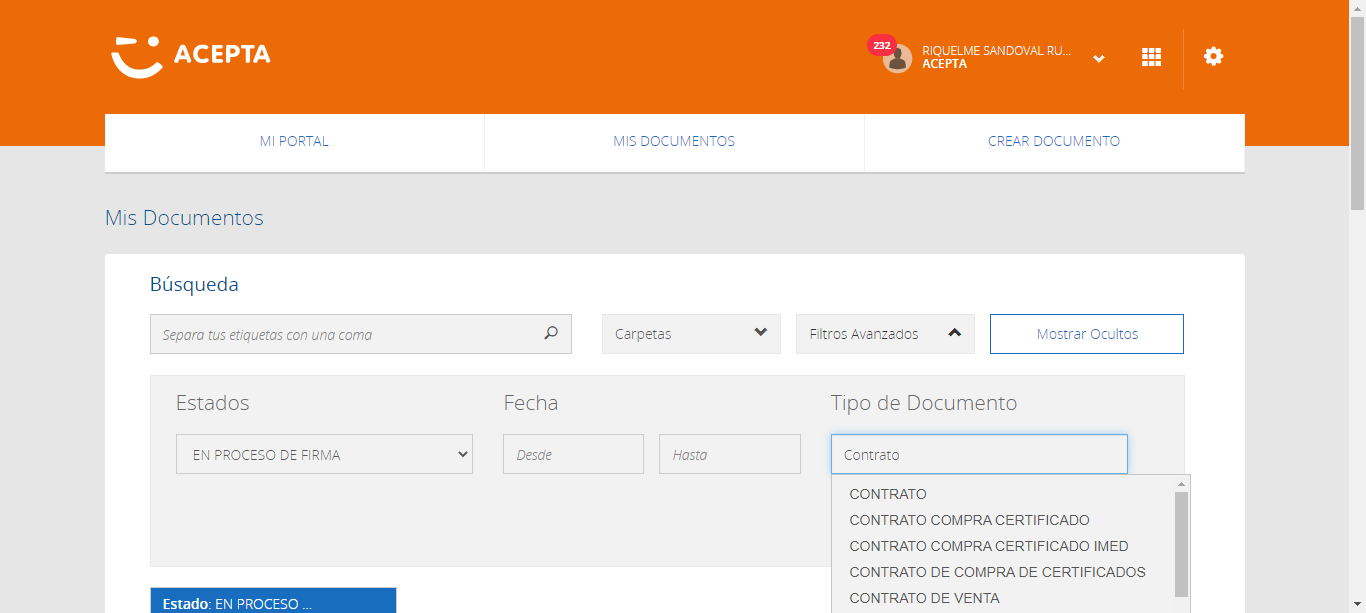 ACEPTA
232
RIQUELME SANDOVAL RU...
ACEPTA
MI PORTAL
MIS DOCUMENTOS
CREAR DOCUMENTO
Mis Documentos
Búsqueda
Separa tus etiquetas con una coma
Carpetas
Filtros Avanzados
Mostrar Ocultos
Estados
Fecha
Tipo de Documento
EN PROCESO DE FIRMA
Desde
Hasta
Contrato
CONTRATO
CONTRATO COMPRA CERTIFICADO
CONTRATO COMPRA CERTIFICADO IMED
CONTRATO DE COMPRA DE CERTIFICADOS
CONTRATO DE VENTA
Estado: EN PROCESO ...